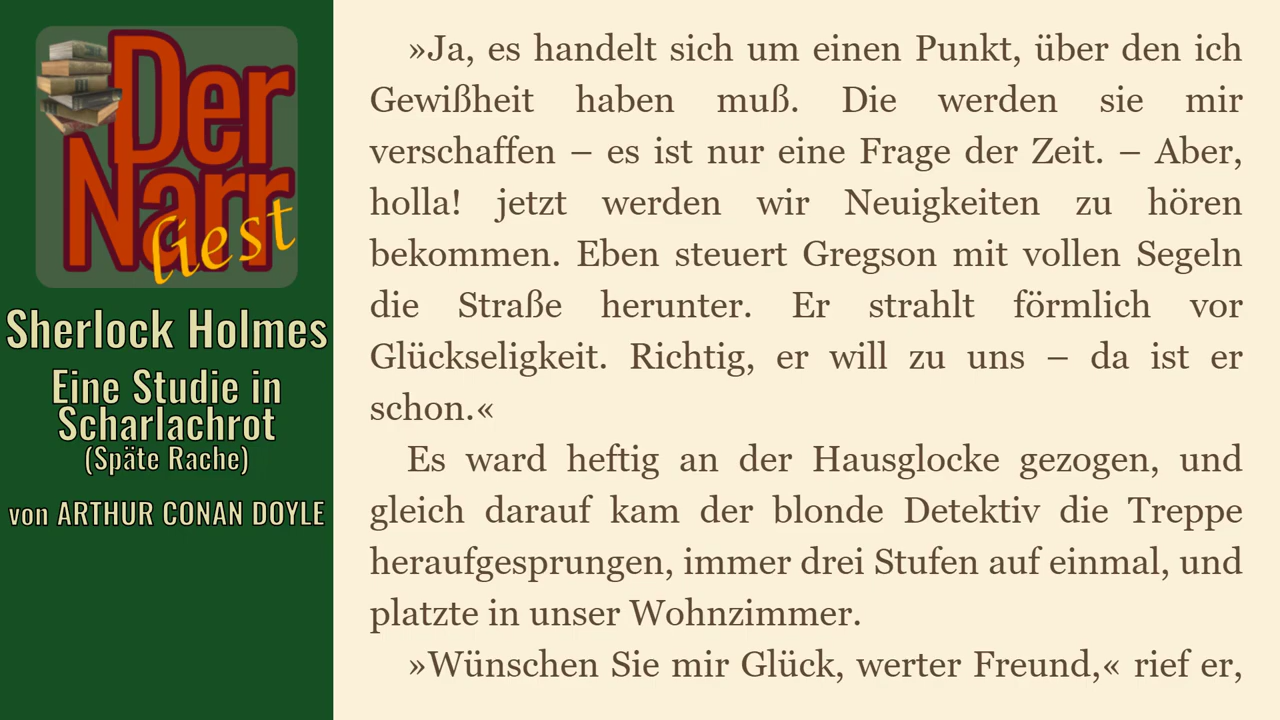 Der
Narr
liest
Sherlock Holmes
Eine Studie in
Scharlachrot
(Späte Rache)
von ARTHUR CONAN DOYLE
»Ja, es handelt sich um einen Punkt, über den ich
Gewißheit haben muß. Die werden sie mir
verschaffen – es ist nur eine Frage der Zeit. – Aber,
holla! jetzt werden wir Neuigkeiten zu hören
bekommen. Eben steuert Gregson mit vollen Segeln
die Straße herunter. Er strahlt förmlich vor
Glückseligkeit. Richtig, er will zu uns – da ist er
schon.«
Es ward heftig an der Hausglocke gezogen, und
gleich darauf kam der blonde Detektiv die Treppe
heraufgesprungen, immer drei Stufen auf einmal, und
platzte in unser Wohnzimmer.
»Wünschen Sie mir Glück, werter Freund,« rief er,